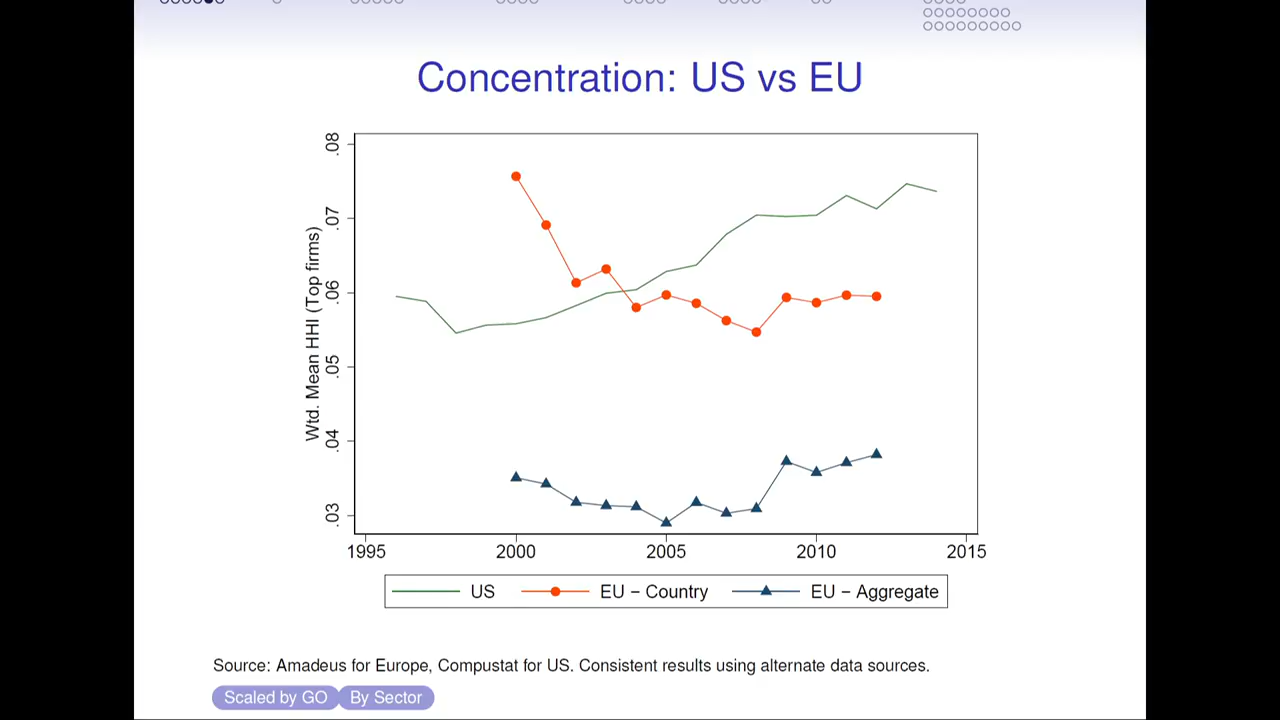 Concentration: US vs EU
Wtd. Mean HHI (Top firms)
.08
.07
.06
.05
.04
.03
1995 2000 2005 2010 2015
US EU − Country EU − Aggregate
Source: Amadeus for Europe, Compustat for US. Consistent results using alternate data sources.
Scaled by GO By Sector